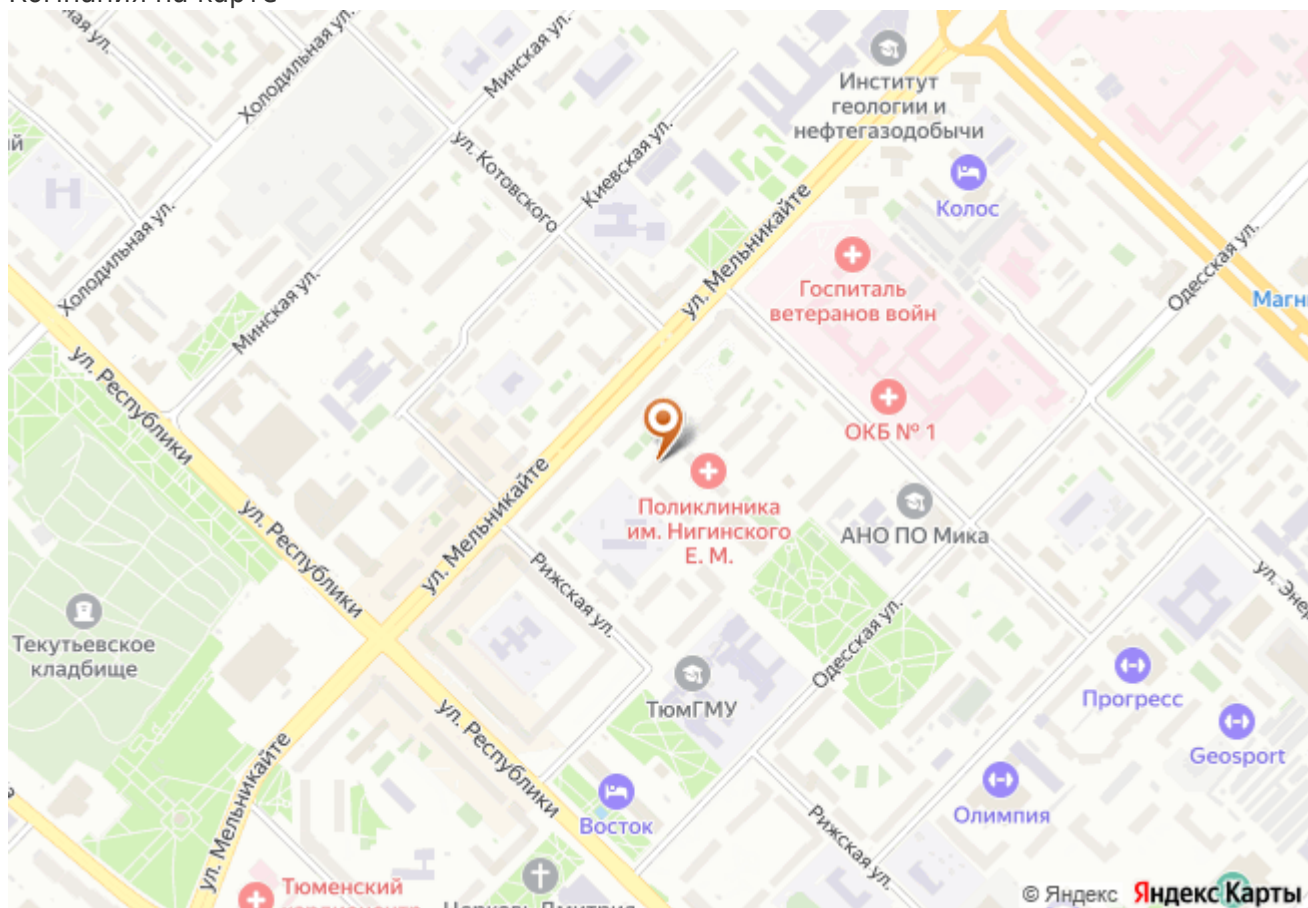 Компания на карте
Холодильная ул.
Минская ул.
Институт
геологии и
нефтегазодобычи
ул. Котовского
Киевская ул.
Колос
ул. Мельникайте
Холодильная ул.
Госпиталь
ветеранов войн
Одесская ул.
Минская ул.
ул. Республики
ОКБ № 1
Поликлиника
им. Нигинского
Е. М.
АНО ПО Мика
ул. Мельникайте
ул. Республики
Рижская ул.
Текутьевское
кладбище
Одесская ул.
ТюмГМУ
Прогресс
Geosport
ул. Республики
ул. Мельникайте
Восток
Олимпия
Рижская ул.
Тюменский
© Яндекс Яндекс Карты